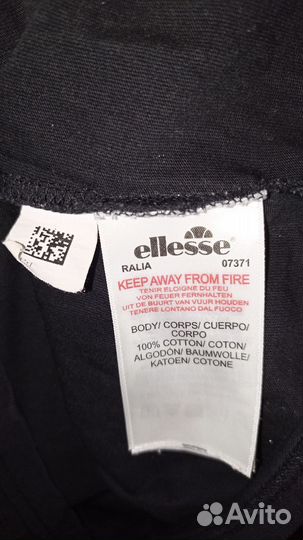 ellesse®
RALIA 07371
KEEP AWAY FROM FIRE
TENIR ELOIGNE DU FEU
VON FEUER FERNHALTEN
UIT DE BUURT VAN VUUR HOUDEN
TENERE LONTANO DAL FUOCO
BODY/ CORPS/ CUERPO/
CORPO
100% COTTON/ COTON/
ALGODÓN/ BAUMWOLLE/
KATOEN/ COTONE
Avito